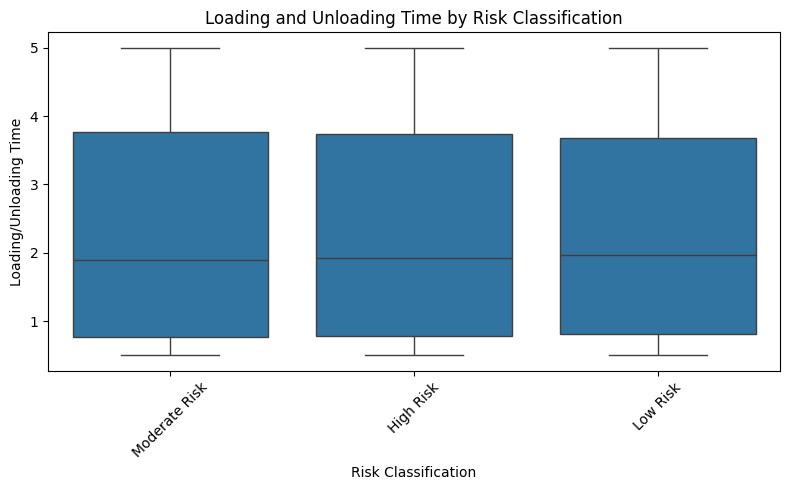 Loading and Unloading Time by Risk Classification
Loading/Unloading Time
5
4
3
2
1
Moderate Risk
High Risk
Low Risk
Risk Classification